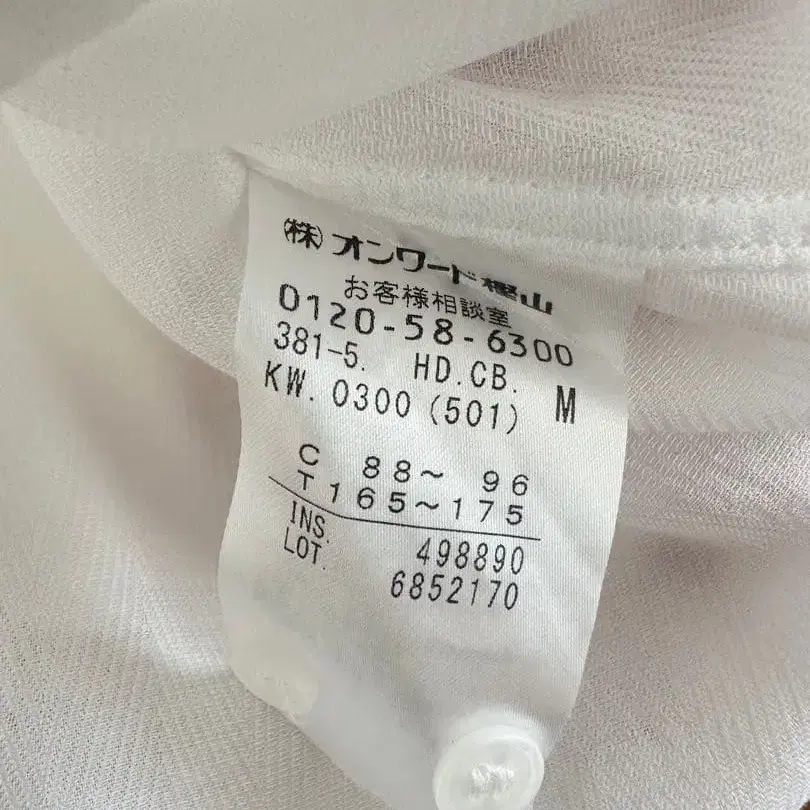 ㈱オンワード樫山
お客様相談室
0120-58-6300
381-5. HD.CB. M
KW. 0300 (501)
C 88~ 96
T 165~175
INS. 498890
LOT. 6852170